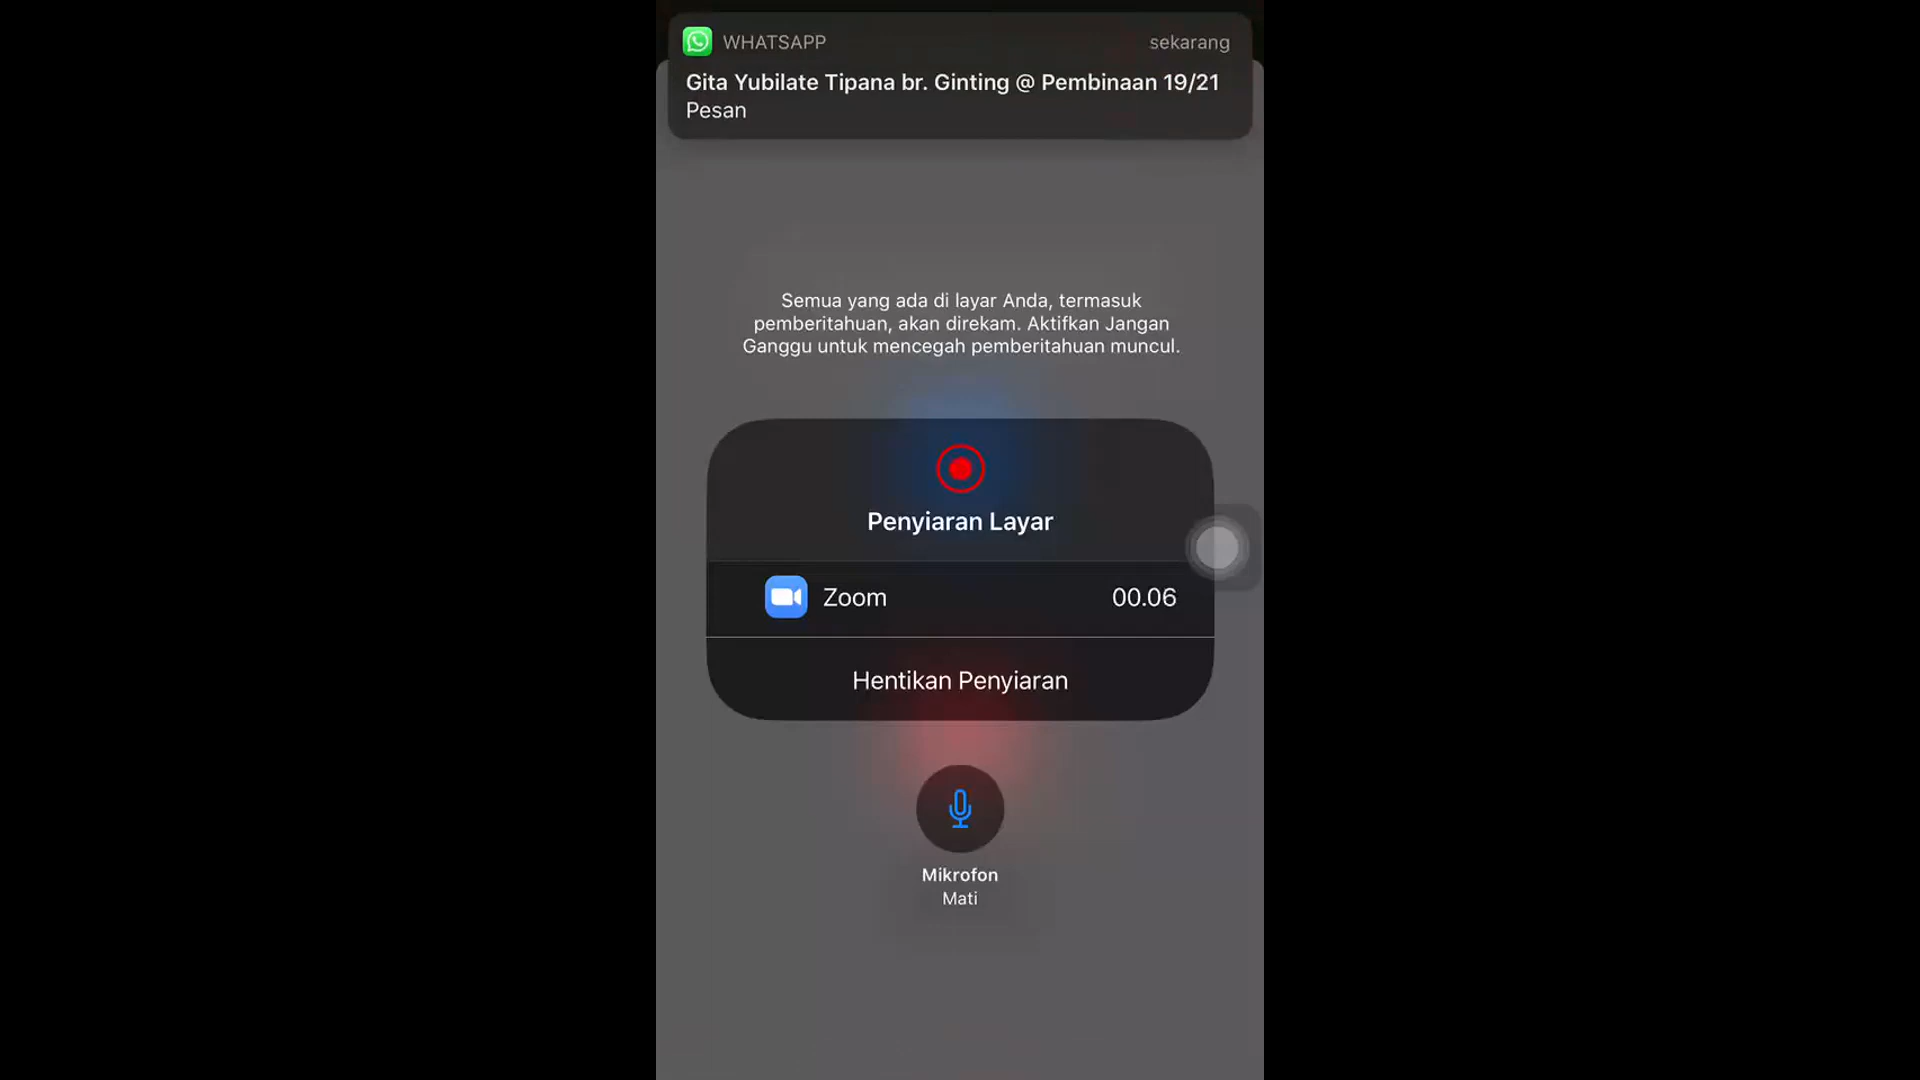 WHATSAPP sekarang
Gita Yubilate Tipana br. Ginting @ Pembinaan 19/21
Pesan
Semua yang ada di layar Anda, termasuk
pemberitahuan, akan direkam. Aktifkan Jangan
Ganggu untuk mencegah pemberitahuan muncul.
Penyiaran Layar
Zoom 00.06
Hentikan Penyiaran
Mikrofon
Mati